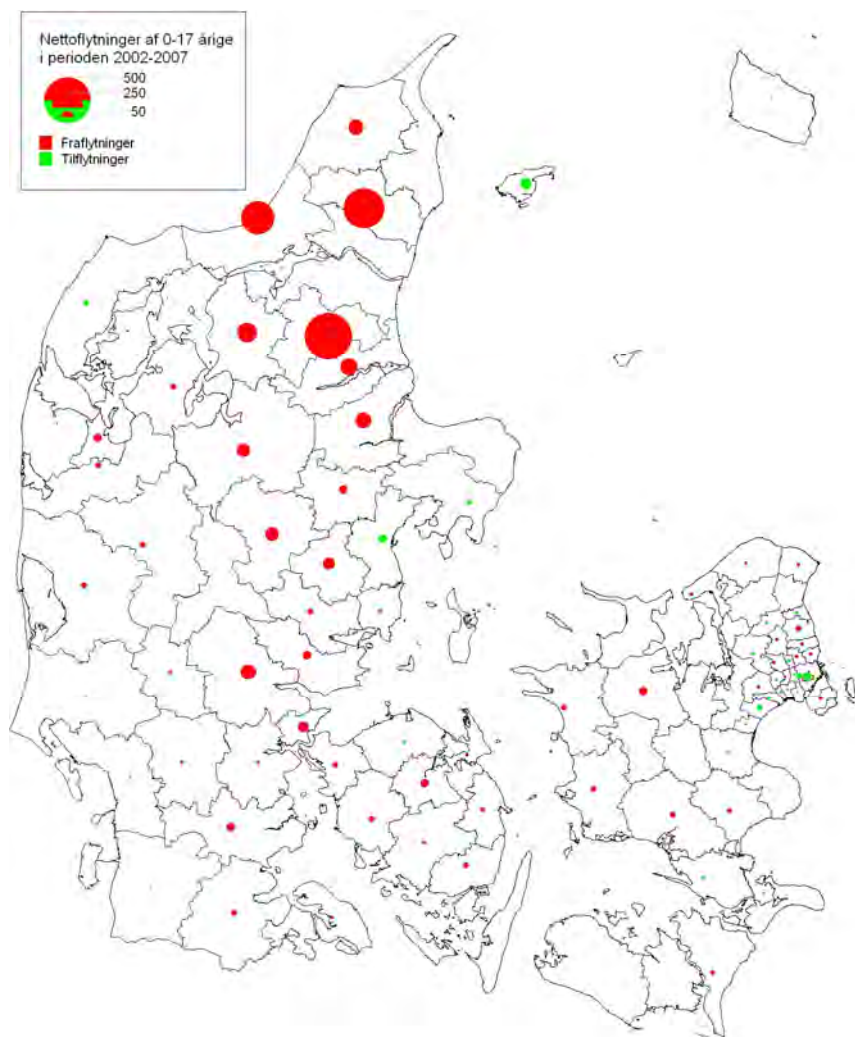 Nettoflytninger af 0-17 årige
i perioden 2002-2007
500
250
50
Fraflytninger
Tilflytninger